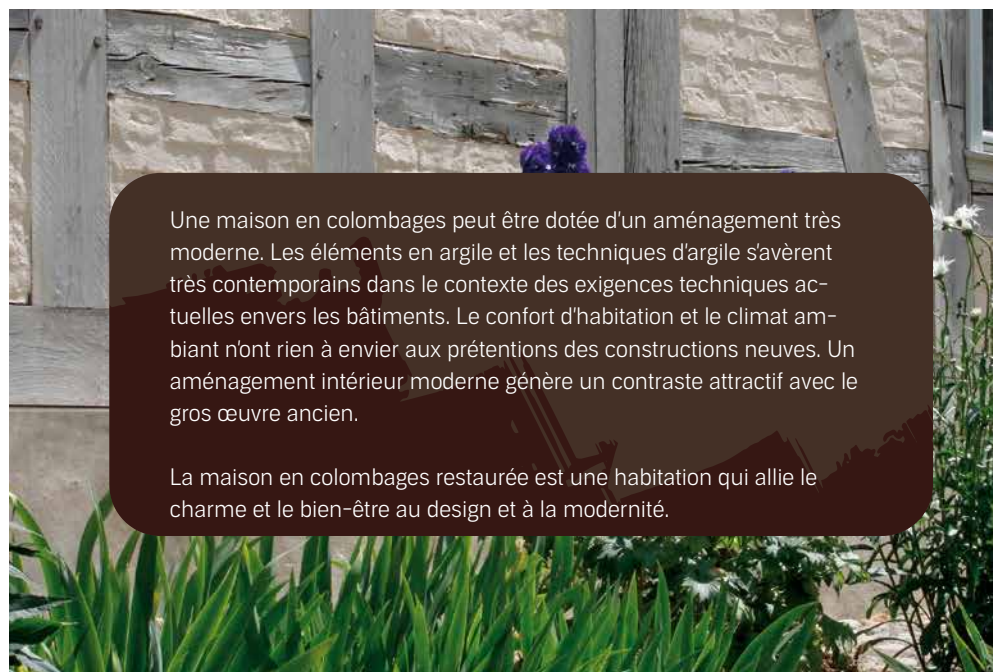 Une maison en colombages peut être dotée d'un aménagement très
moderne. Les éléments en argile et les techniques d'argile s'avèrent
très contemporains dans le contexte des exigences techniques ac-
tuelles envers les bâtiments. Le confort d'habitation et le climat am-
biant n'ont rien à envier aux prétentions des constructions neuves. Un
aménagement intérieur moderne génère un contraste attractif avec le
gros œuvre ancien.
La maison en colombages restaurée est une habitation qui allie le
charme et le bien-être au design et à la modernité.